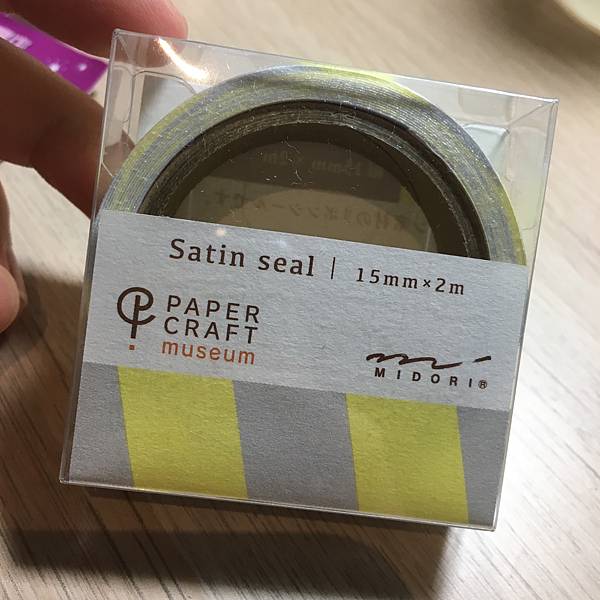 Satin seal | 15mm×2m
PAPER
CRAFT
museum
MIDORI®